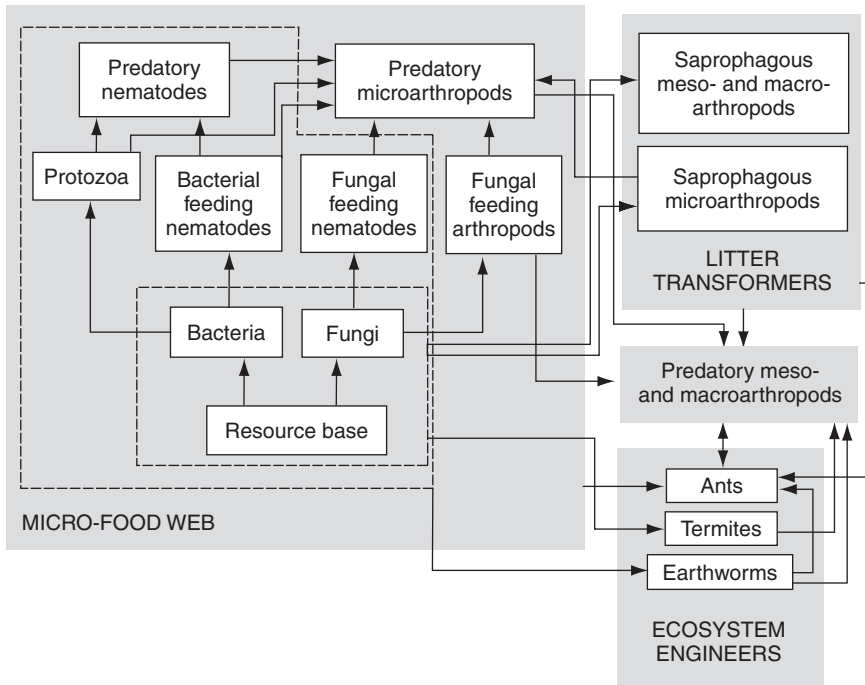 Predatory
nematodes
Predatory
microarthropods
Protozoa
Bacterial
feeding
nematodes
Fungal
feeding
nematodes
Fungal
feeding
arthropods
Bacteria
Fungi
Resource base
MICRO-FOOD WEB
Saprophagous
meso- and macro-
arthropods
Saprophagous
microarthropods
LITTER
TRANSFORMERS
Predatory meso-
and macroarthropods
Ants
Termites
Earthworms
ECOSYSTEM
ENGINEERS